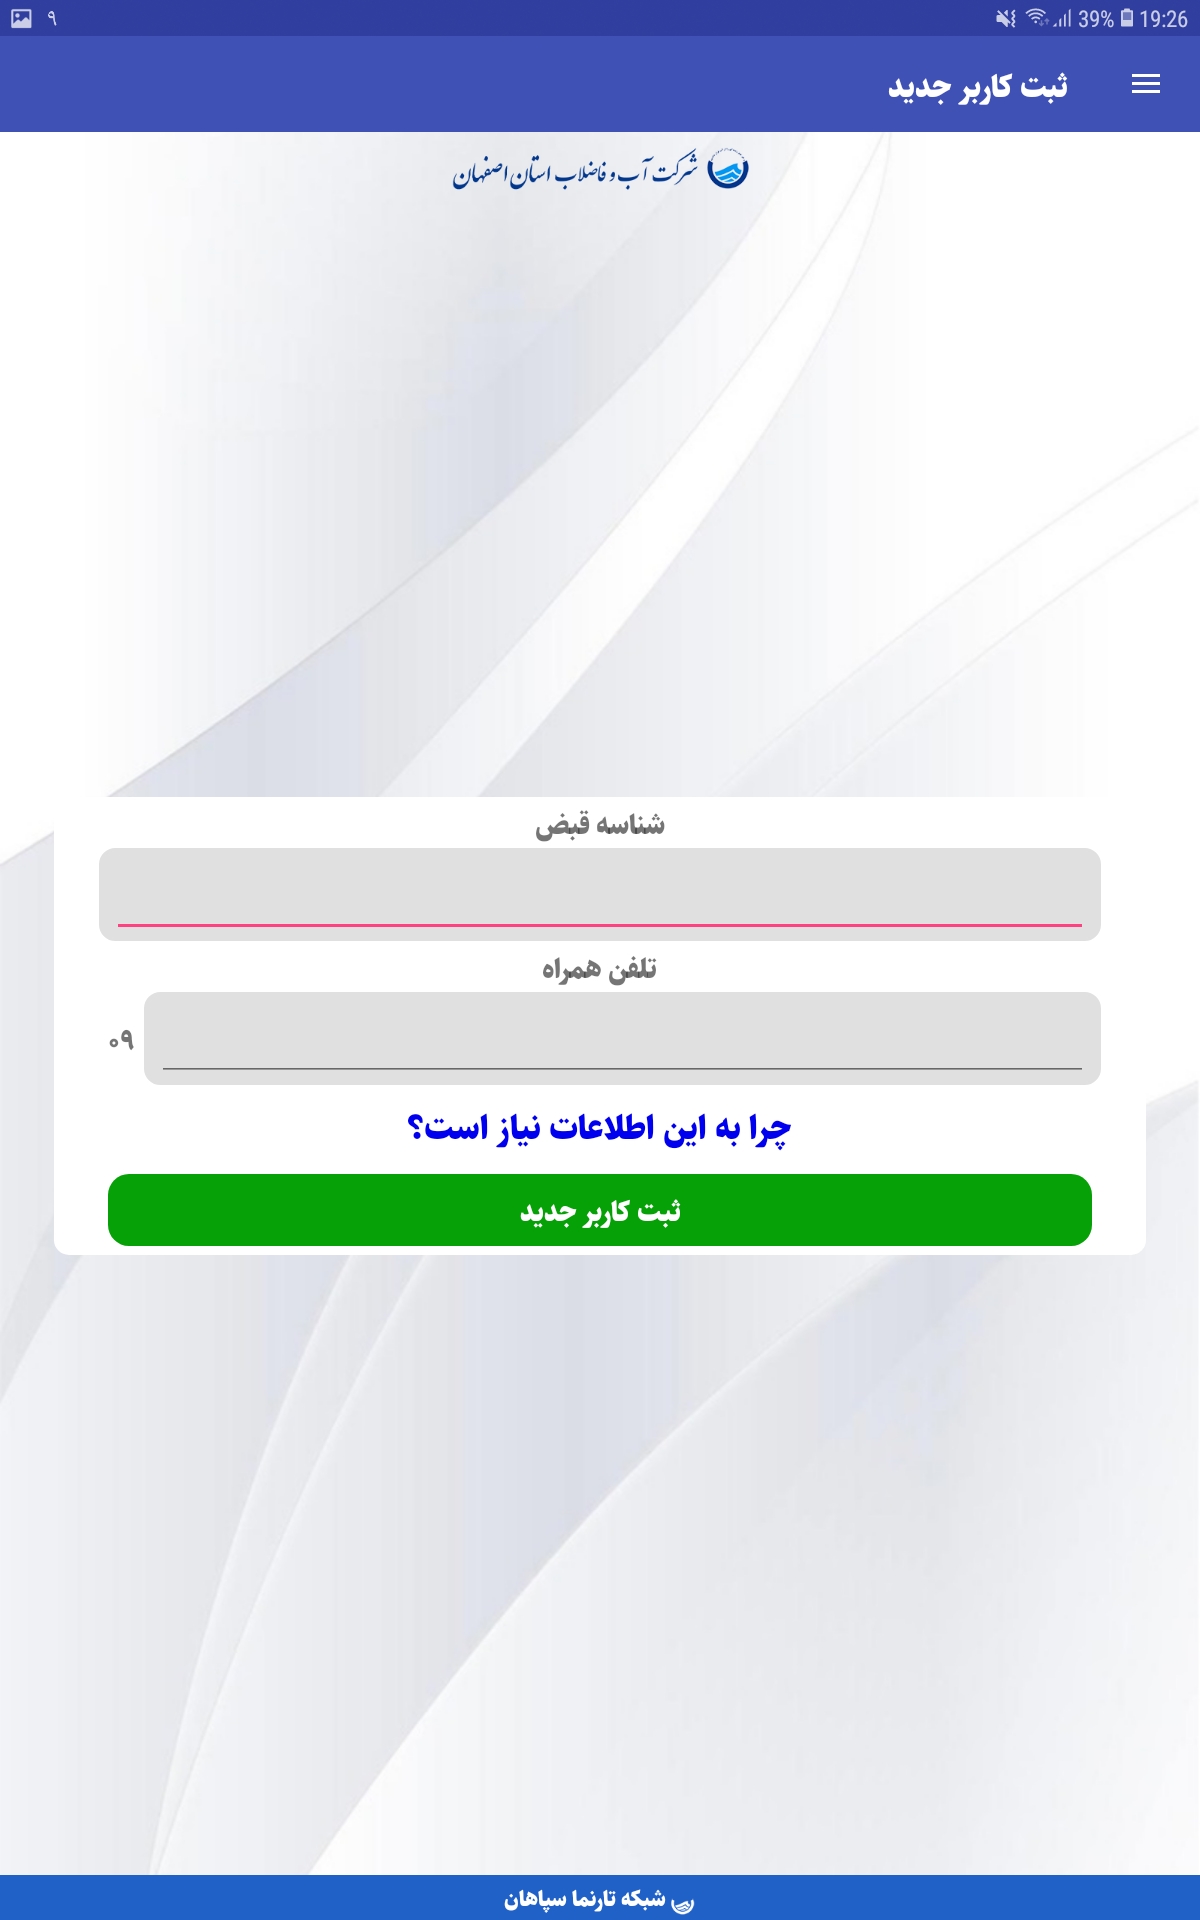 ۹ 39% 19:26
ثبت کاربر جدید
شرکت آب و فاضلاب استان اصفهان
شناسه قبض
تلفن همراه
۰۹
چرا به این اطلاعات نیاز است؟
ثبت کاربر جدید
شبکه تارنما سپاهان